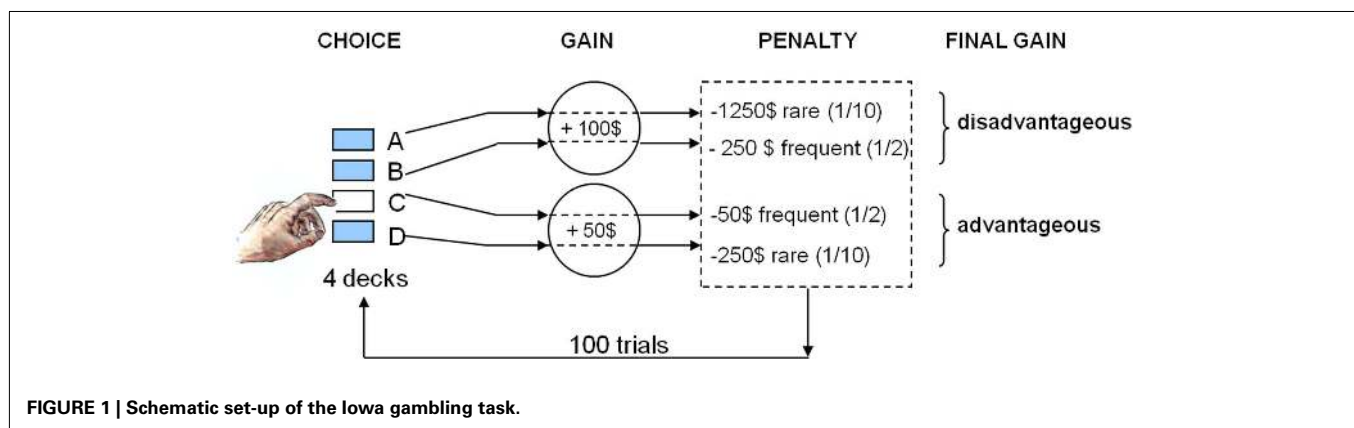 CHOICE GAIN PENALTY FINAL GAIN
A
B
C
D
4 decks
+ 100$
+ 50$
-1250$ rare (1/10)
- 250 $ frequent (1/2)
-50$ frequent (1/2)
-250$ rare (1/10)
disadvantageous
advantageous
100 trials
FIGURE 1 | Schematic set-up of the Iowa gambling task.